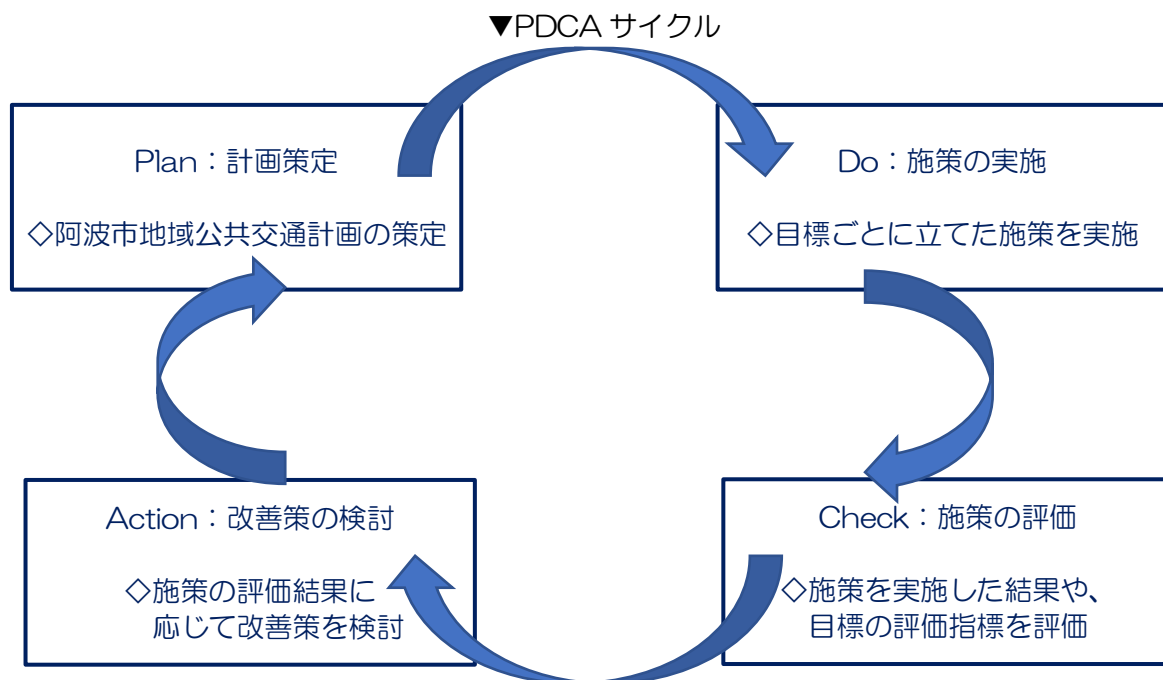 ▼PDCA サイクル
Plan：計画策定
◇阿波市地域公共交通計画の策定
Do：施策の実施
◇目標ごとに立てた施策を実施
Action：改善策の検討
◇施策の評価結果に
応じて改善策を検討
Check：施策の評価
◇施策を実施した結果や、
目標の評価指標を評価